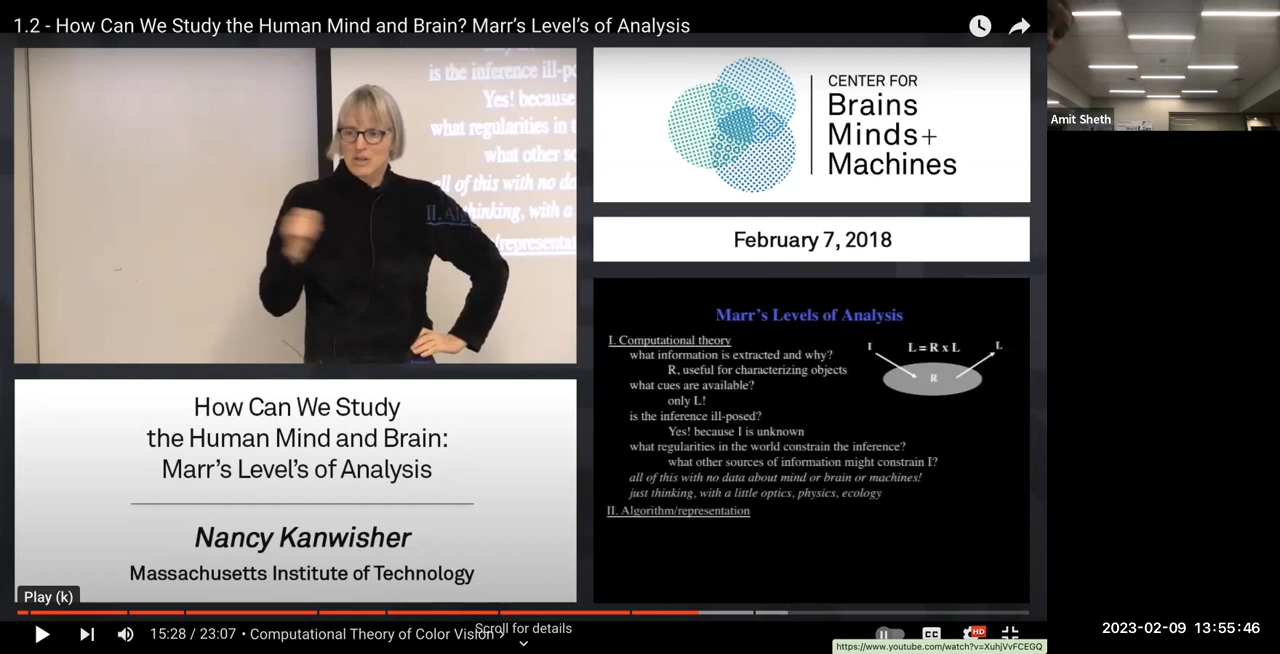 1.2 - How Can We Study the Human Mind and Brain? Marr's Level's of Analysis
is the inference ill-po
Yes! because
what regularities in t
what other so
all of this with no da
thinking, with a
/representat
CENTER FOR
Brains
Minds+
Machines
February 7, 2018
How Can We Study
the Human Mind and Brain:
Marr's Level's of Analysis
Nancy Kanwisher
Massachusetts Institute of Technology
Marr's Levels of Analysis
I. Computational theory
what information is extracted and why?
R, useful for characterizing objects
what cues are available?
only L!
is the inference ill-posed?
Yes! because I is unknown
what regularities in the world constrain the inference?
what other sources of information might constrain I?
all of this with no data about mind or brain or machines!
just thinking, with a little optics, physics, ecology
II. Algorithm/representation
I L = R x L L
R
Play (k)
15:28 / 23:07 • Computational Theory of Color Vision
Scroll for details
CC
HD
https://www.youtube.com/watch?v=XuhjVvFCEGQ
Amit Sheth
2023-02-09 13:55:46